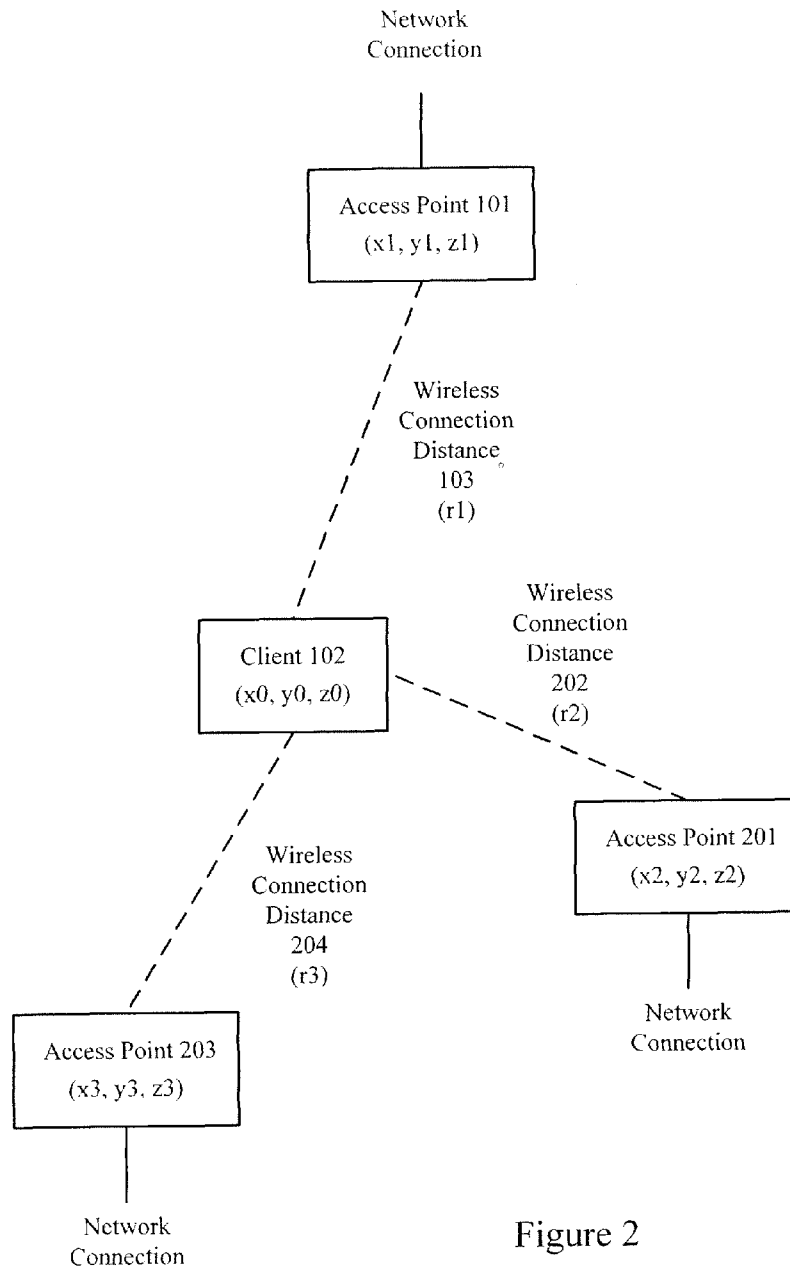 Network
Connection
Access Point 101
(x1, y1, z1)
Wireless
Connection
Distance
103
(r1)
Client 102
(x0, y0, z0)
Wireless
Connection
Distance
202
(r2)
Access Point 201
(x2, y2, z2)
Network
Connection
Wireless
Connection
Distance
204
(r3)
Access Point 203
(x3, y3, z3)
Network
Connection
Figure 2